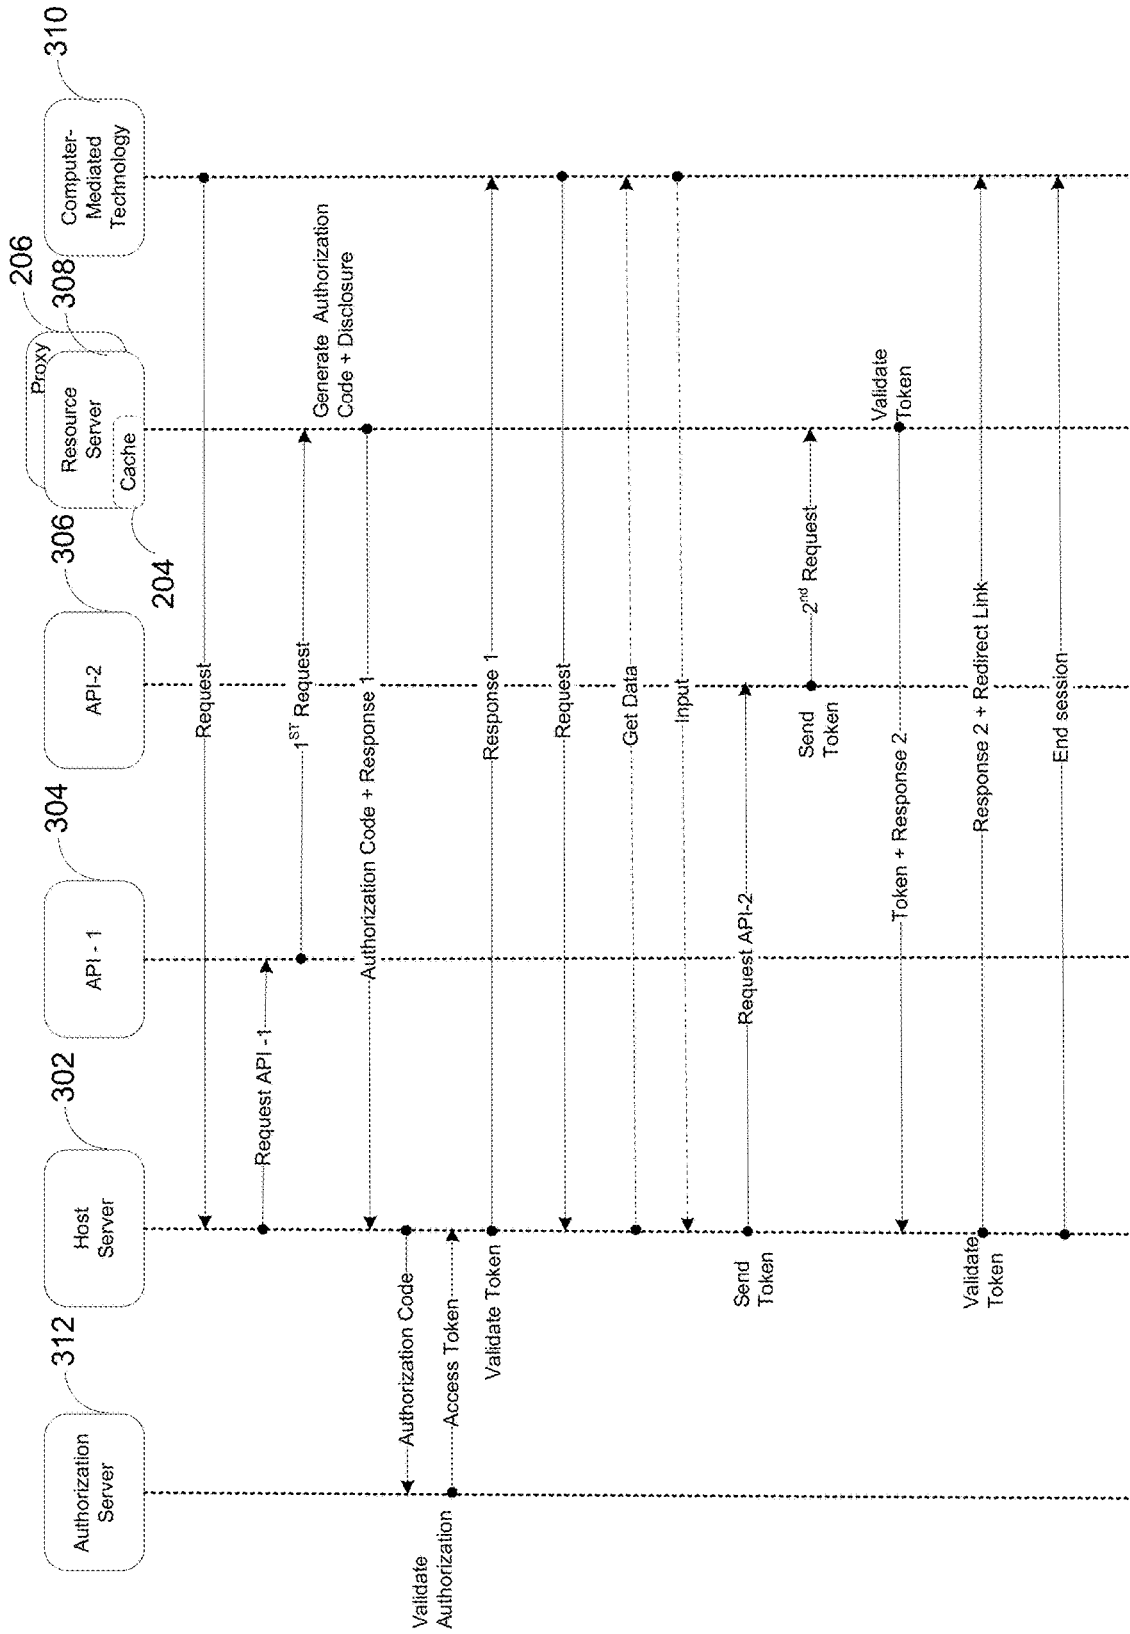 312
302
304
306
206
308
310
Authorization
Server
Host
Server
API - 1
API-2
Proxy
Resource
Server
Cache
204
Computer-
Mediated
Technology
Request
Request API -1
1ST Request
Generate Authorization
Code + Disclosure
Authorization Code + Response 1
Authorization Code
Validate
Authorization
Access Token
Validate Token
Response 1
Request
Get Data
Input
Send
Token
Request API-2
Send
Token
2nd Request
Validate
Token
Token + Response 2
Validate
Token
Response 2 + Redirect Link
End session